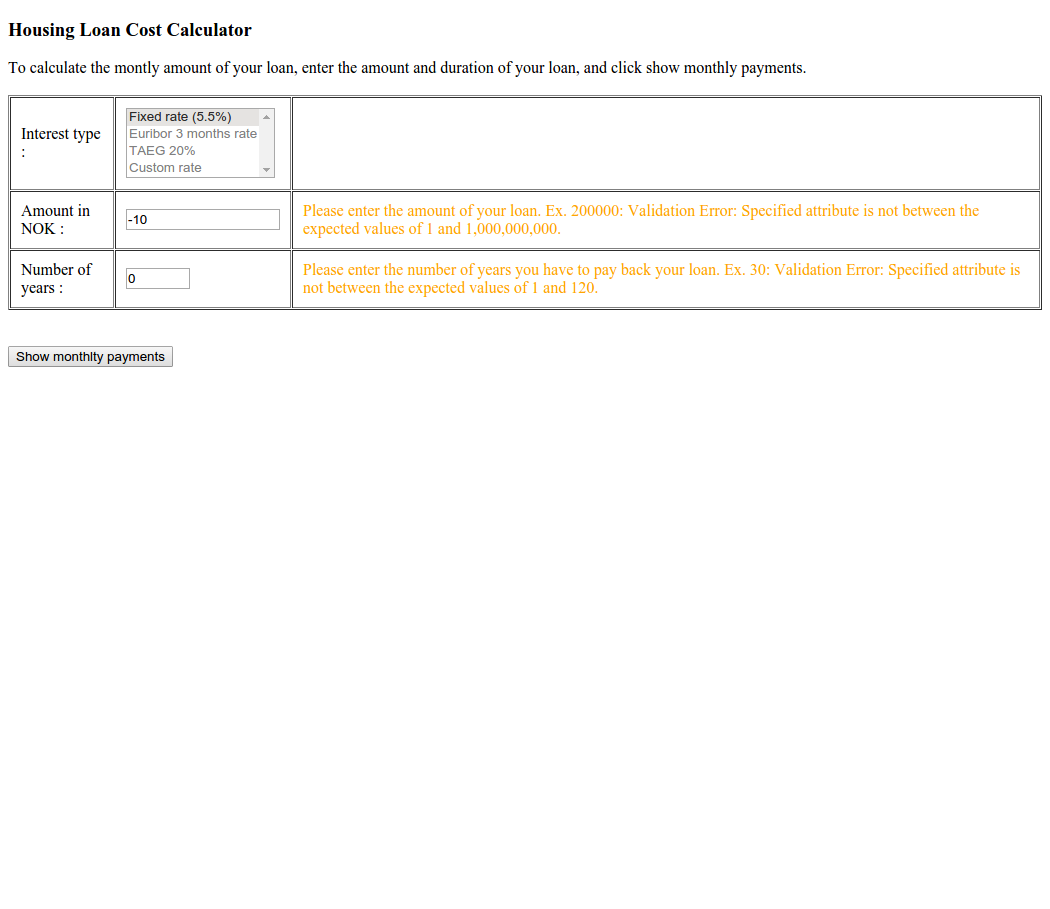 Housing Loan Cost Calculator
To calculate the montly amount of your loan, enter the amount and duration of your loan, and click show monthly payments.
Interest type
:
Fixed rate (5.5%)
Euribor 3 months rate
TAEG 20%
Custom rate
Amount in
NOK :
-10
Please enter the amount of your loan. Ex. 200000: Validation Error: Specified attribute is not between the
expected values of 1 and 1,000,000,000.
Number of
years :
0
Please enter the number of years you have to pay back your loan. Ex. 30: Validation Error: Specified attribute is
not between the expected values of 1 and 120.
Show monthlty payments